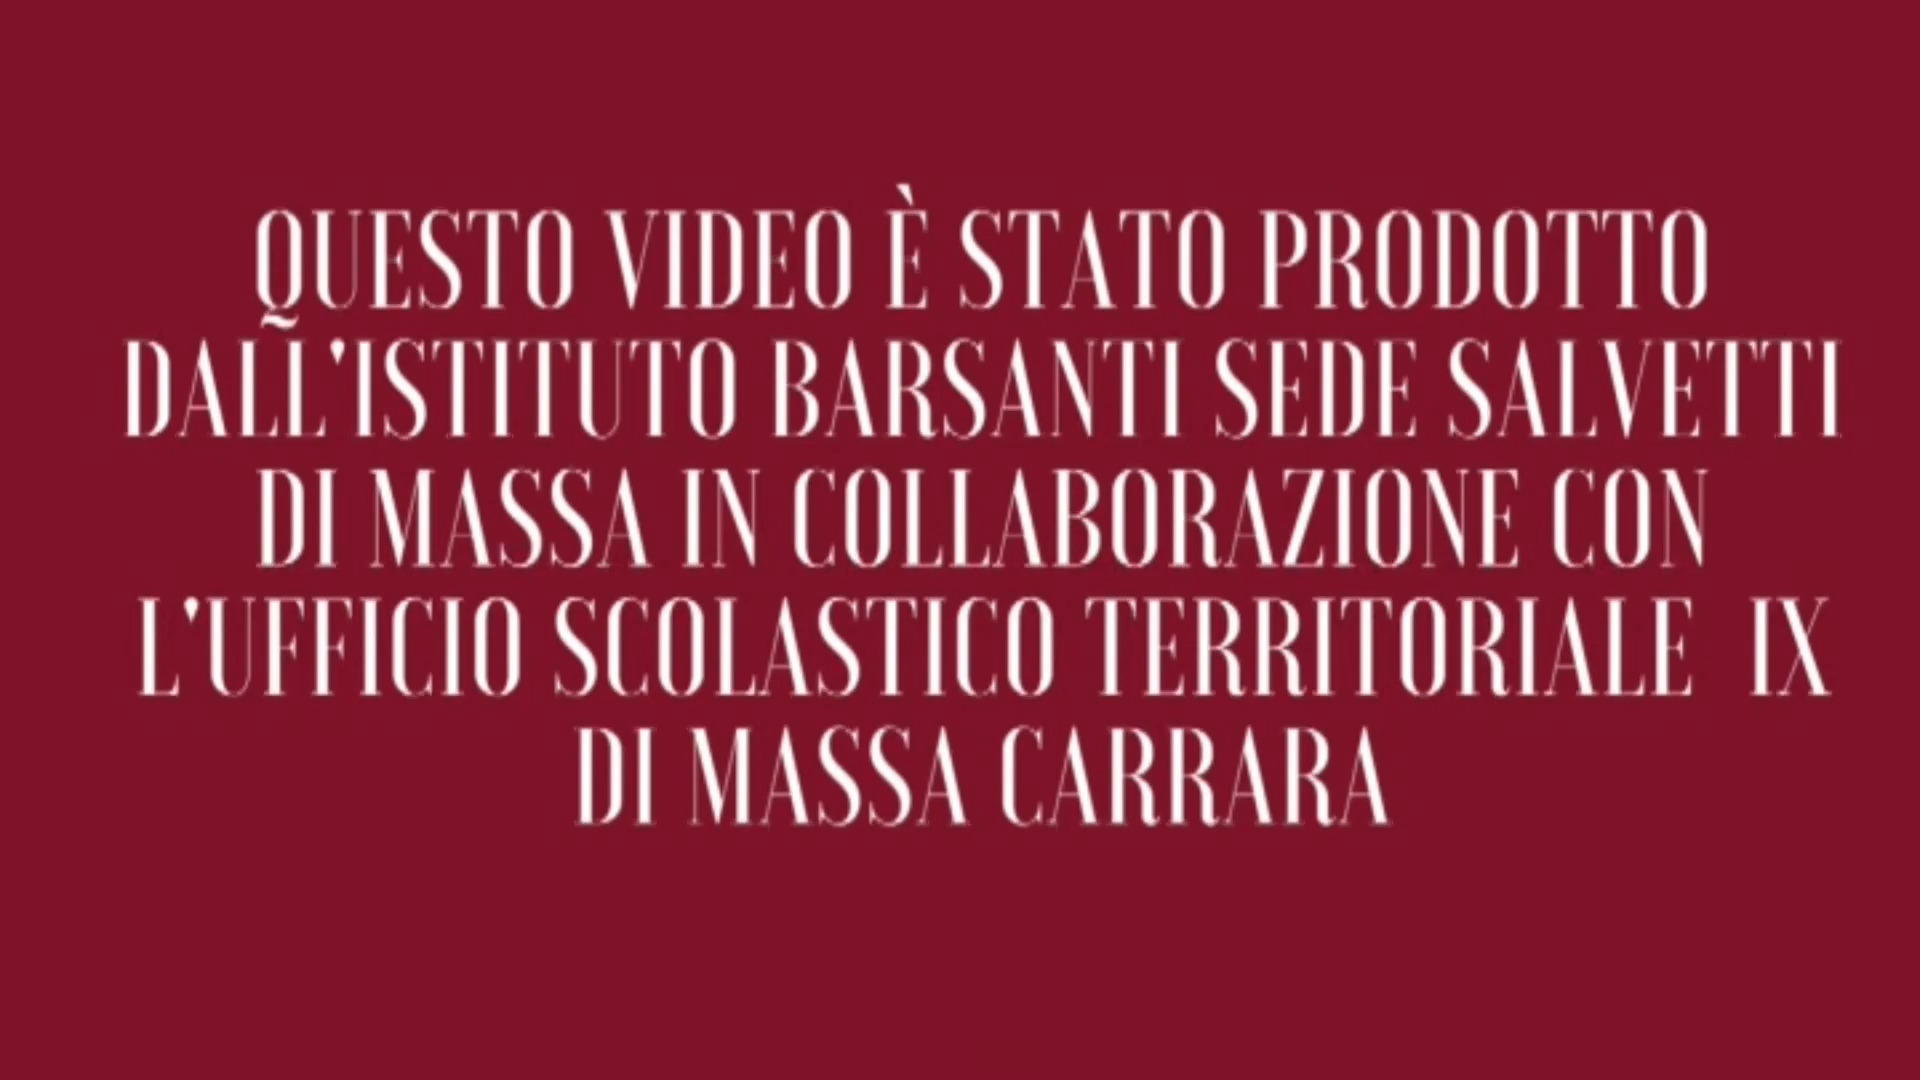 QUESTO VIDEO È STATO PRODOTTO
DALL'ISTITUTO BARSANTI SEDE SALVETTI
DI MASSA IN COLLABORAZIONE CON
L'UFFICIO SCOLASTICO TERRITORIALE  IX
DI MASSA CARRARA